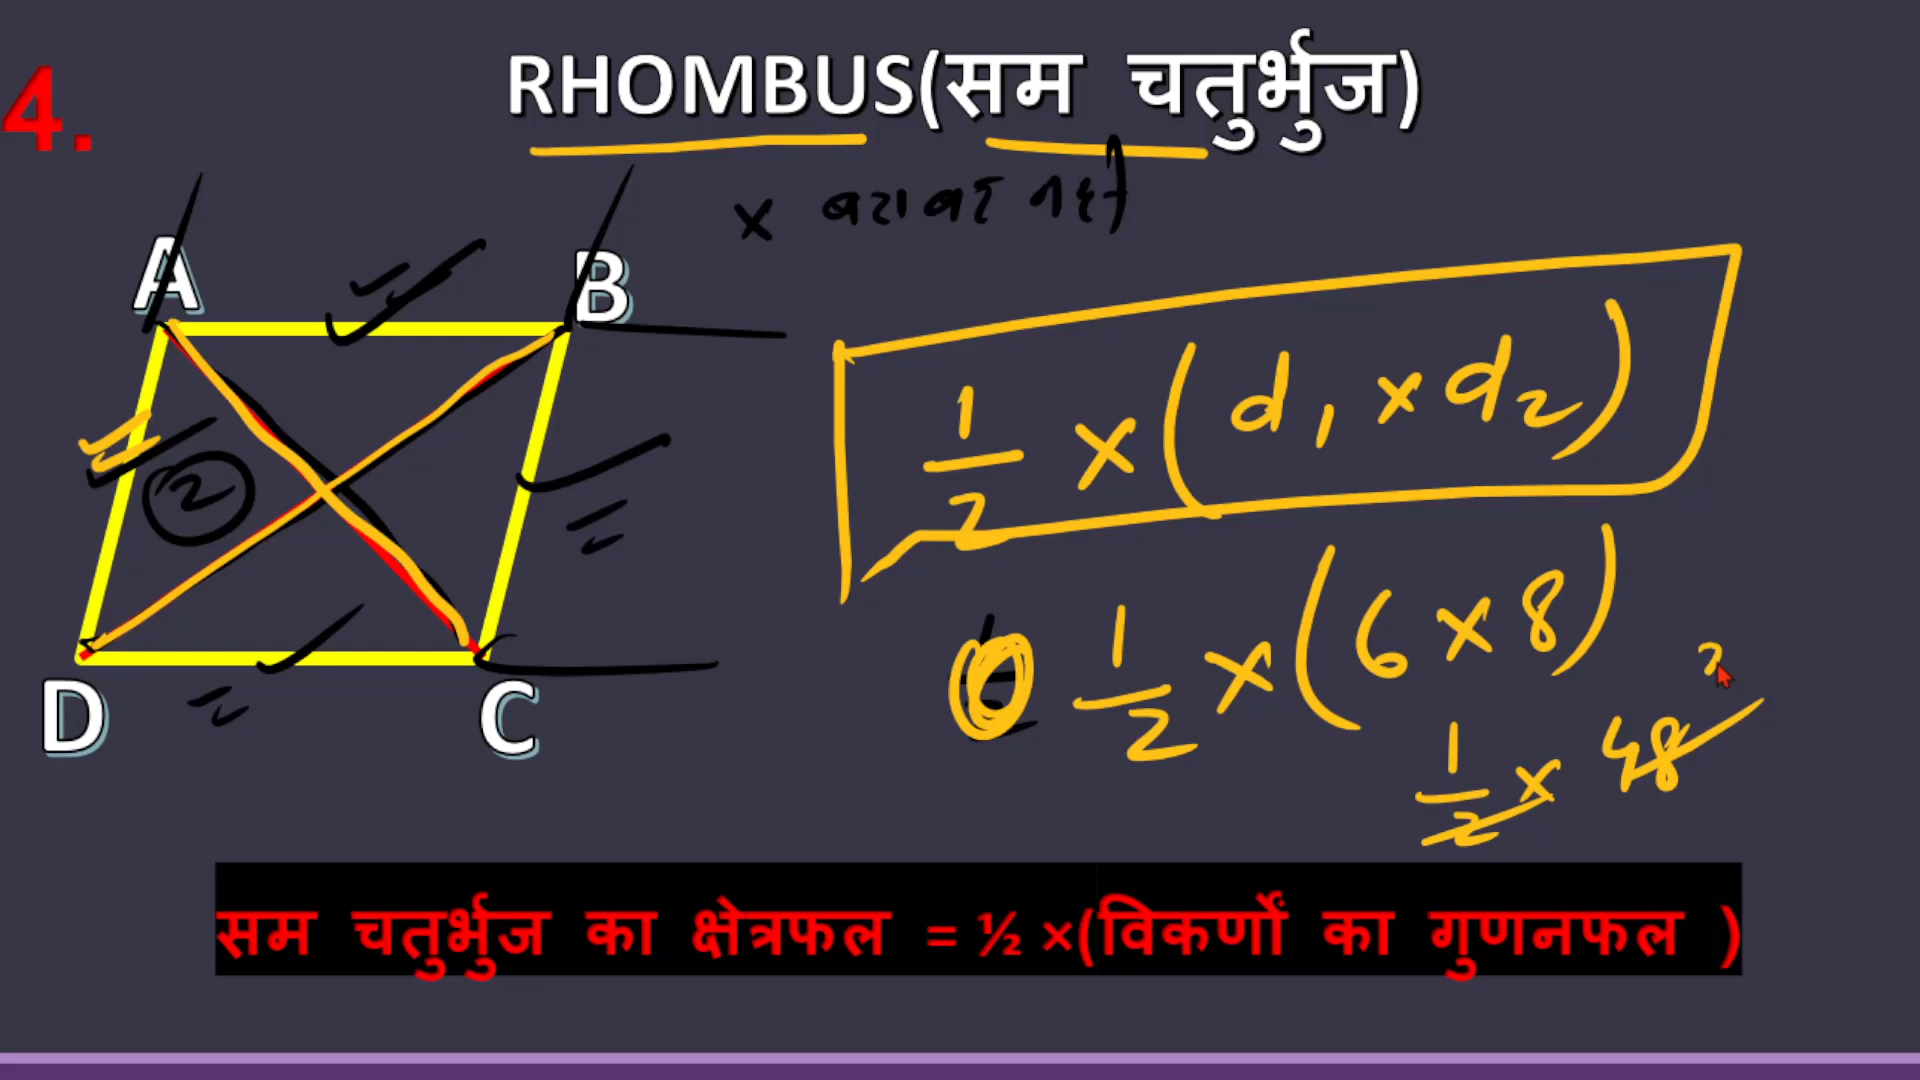 4.
RHOMBUS(सम चतुर्भुज)
× बराबर नहीं
A
B
②
D
C
1/2 × (d₁ × d₂)
1/2 × (6 × 8)
1/2 × 48
सम चतुर्भुज का क्षेत्रफल = ½ ×(विकर्णों का गुणनफल )